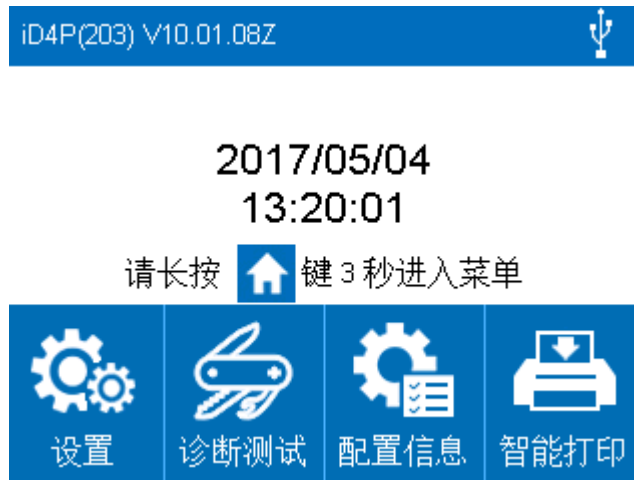 iD4P(203) V10.01.08Z
2017/05/04
13:20:01
请长按 键 3 秒进入菜单
设置
诊断测试
配置信息
智能打印